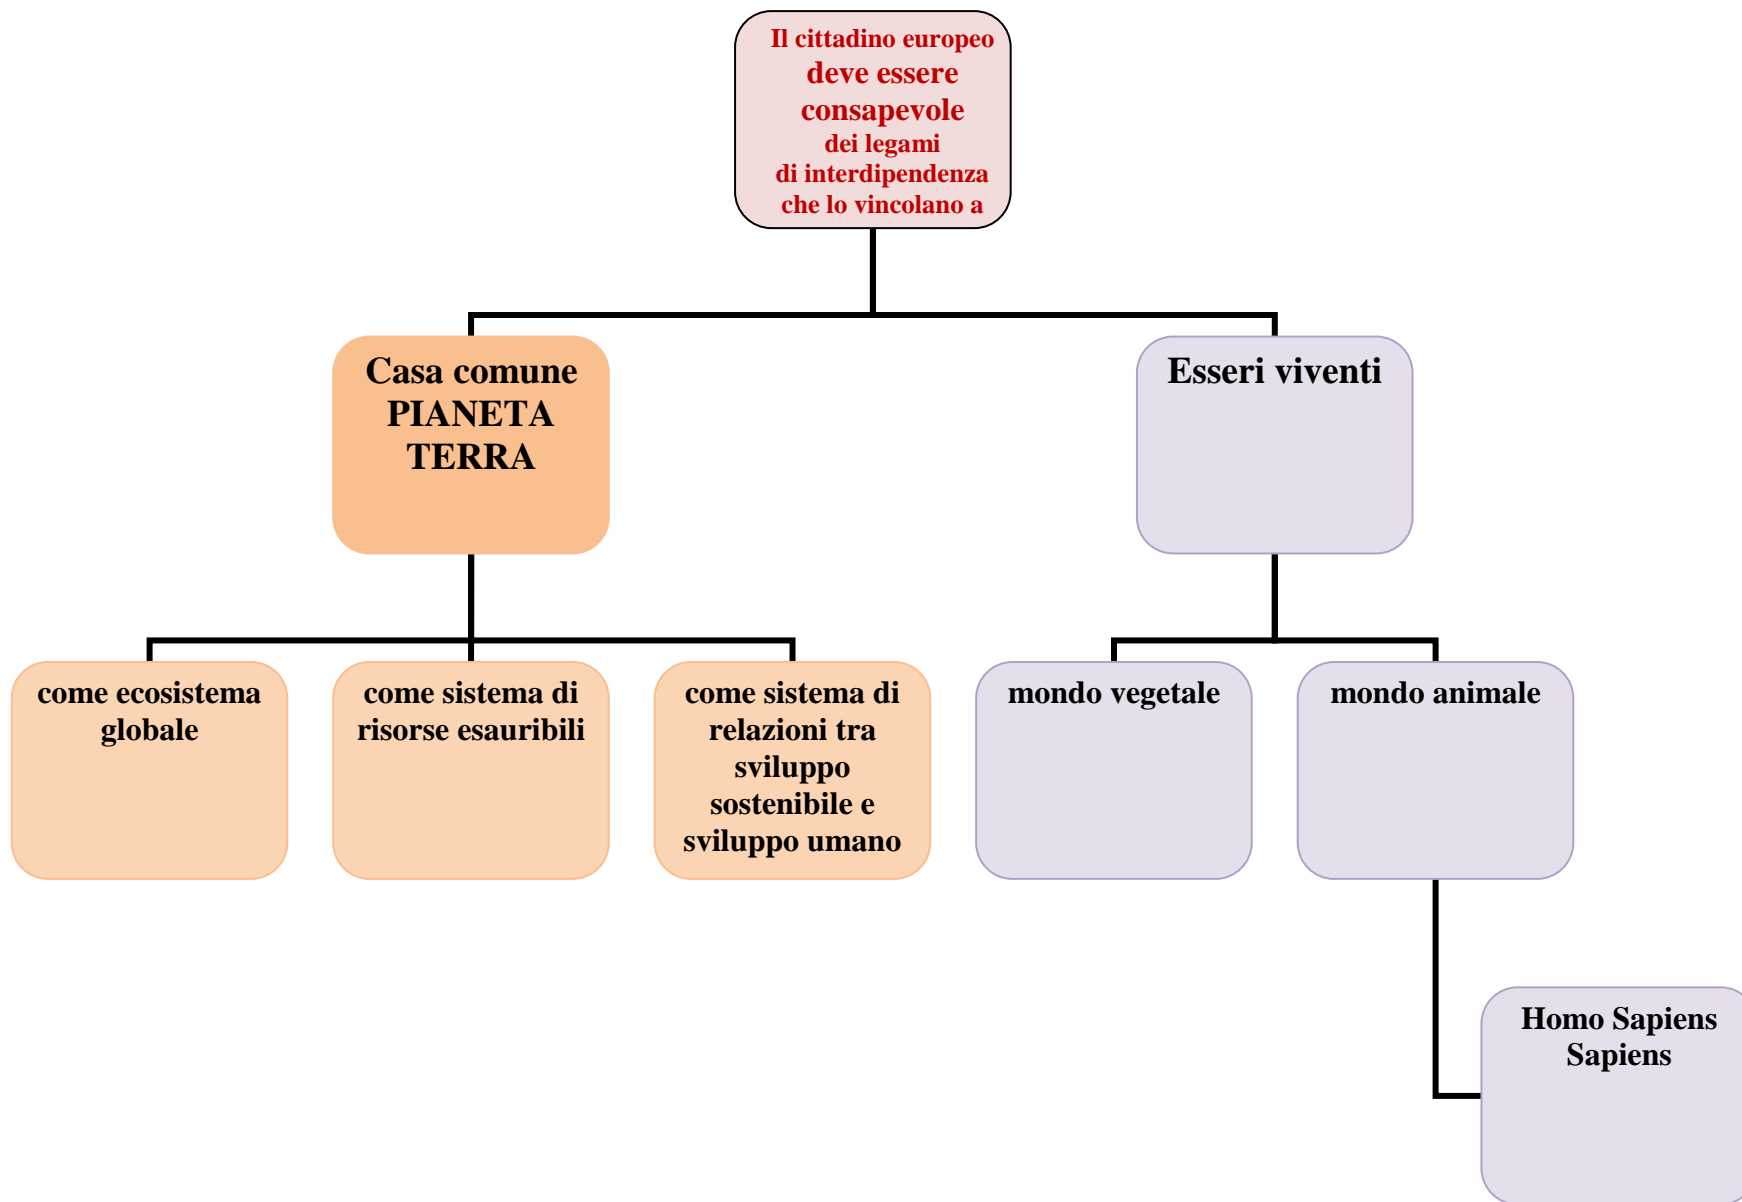 Il cittadino europeo
deve essere
consapevole
dei legami
di interdipendenza
che lo vincolano a
Casa comune
PIANETA
TERRA
Esseri viventi
come ecosistema
globale
come sistema di
risorse esauribili
come sistema di
relazioni tra
sviluppo
sostenibile e
sviluppo umano
mondo vegetale
mondo animale
Homo Sapiens
Sapiens